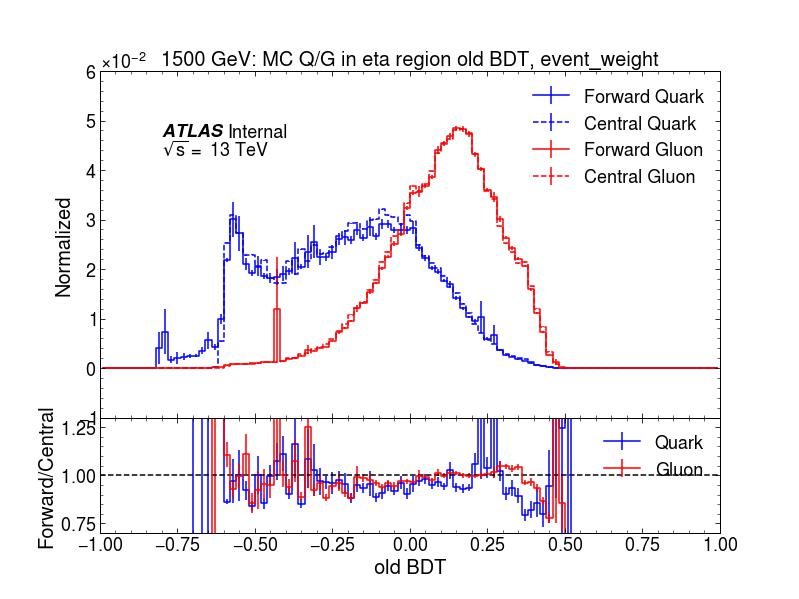 ×10⁻² 1500 GeV: MC Q/G in eta region old BDT, event_weight
6
5
4
3
2
1
0
−1
Normalized
ATLAS Internal
√s = 13 TeV
Forward Quark
Central Quark
Forward Gluon
Central Gluon
1.25
1.00
0.75
Forward/Central
Quark
Gluon
−1.00 −0.75 −0.50 −0.25 0.00 0.25 0.50 0.75 1.00
old BDT